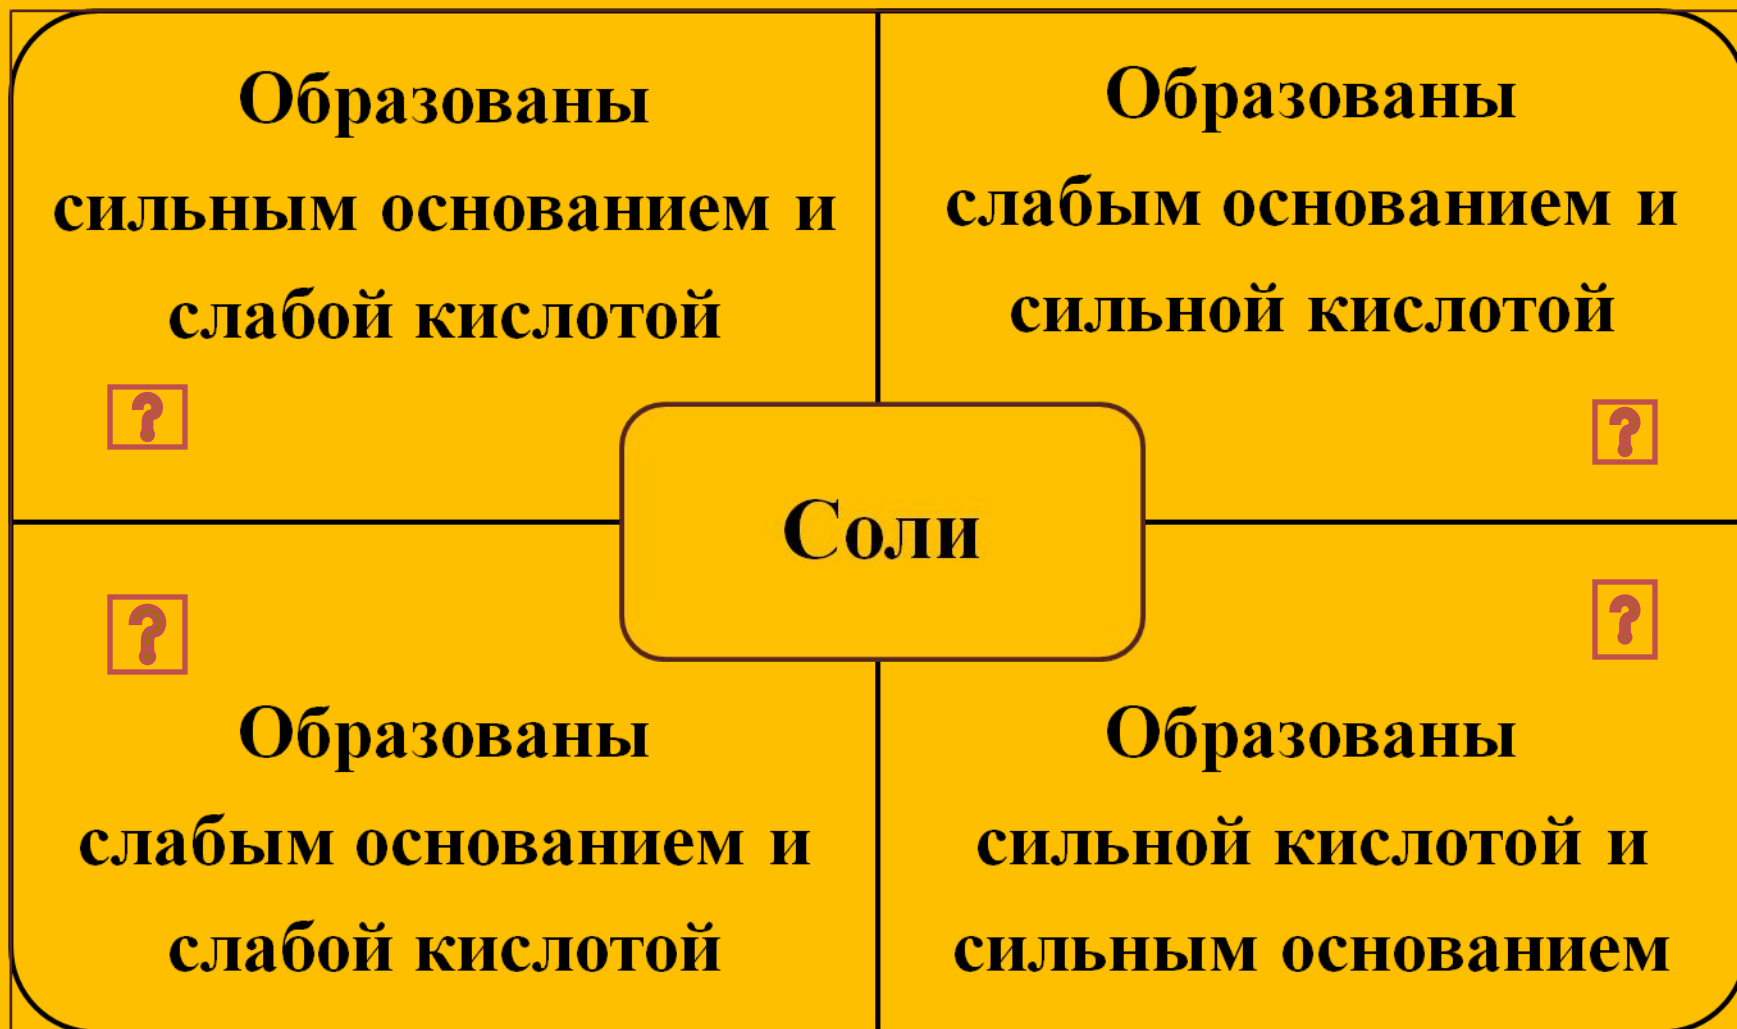 Образованы
сильным основанием и
слабой кислотой
?
Образованы
слабым основанием и
сильной кислотой
?
Соли
?
Образованы
слабым основанием и
слабой кислотой
?
Образованы
сильной кислотой и
сильным основанием